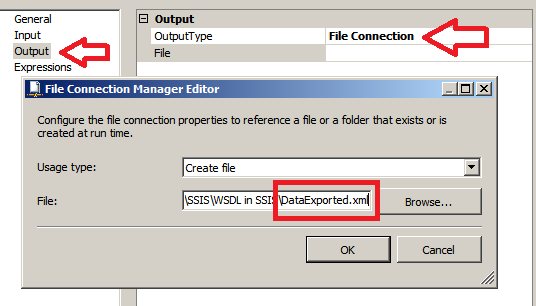 General
Input
Output
Expressions
Output
OutputType File Connection
File
File Connection Manager Editor
Configure the file connection properties to reference a file or a folder that exists or is
created at run time.
Usage type: Create file
File: \SSIS\WSDL in SSIS\DataExported.xml Browse...
OK Cancel